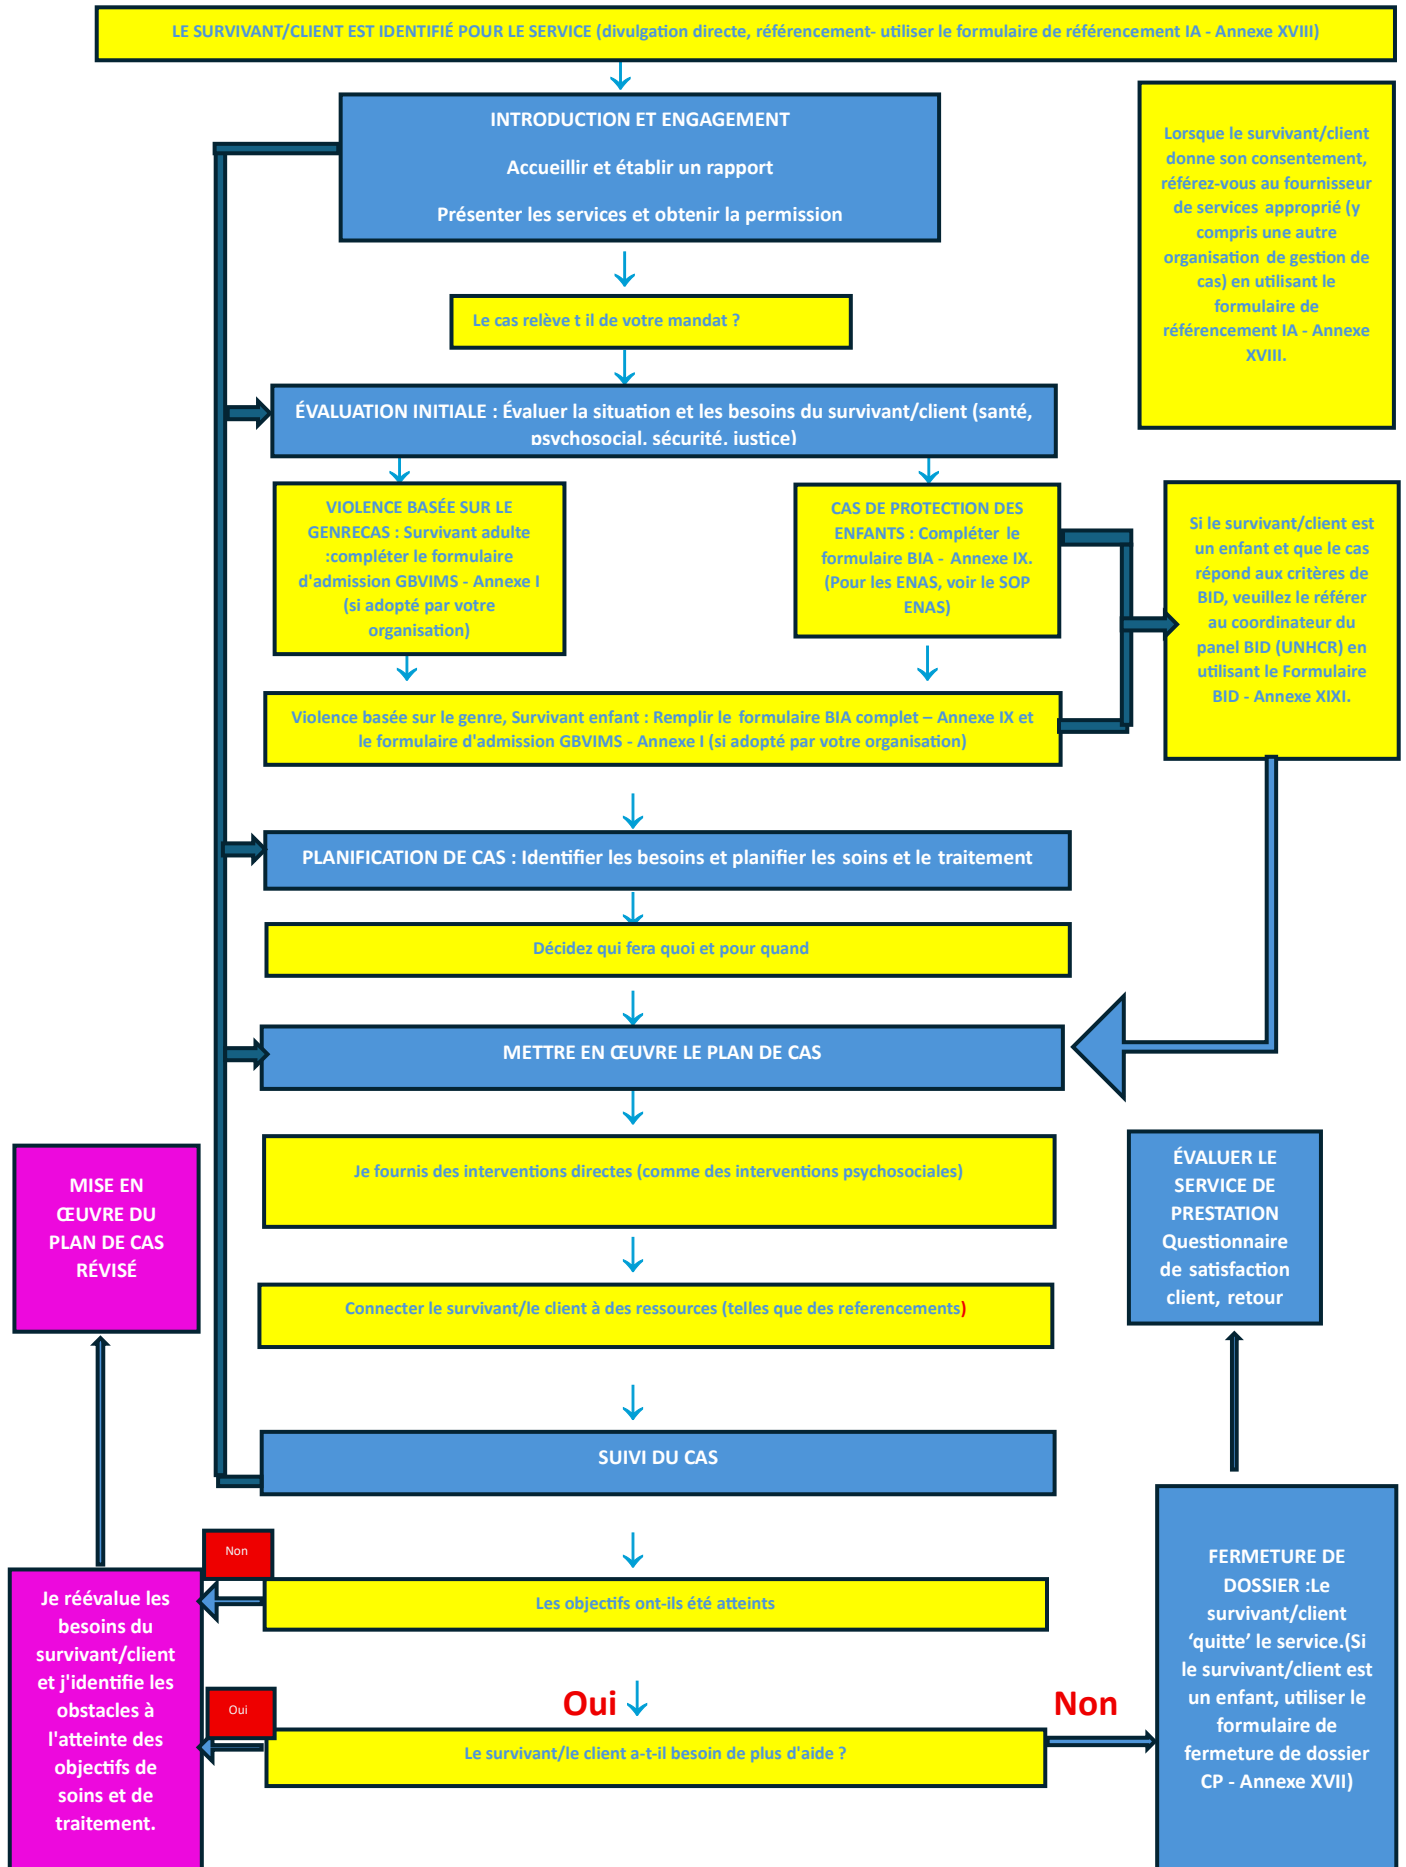 LE SURVIVANT/CLIENT EST IDENTIFIÉ POUR LE SERVICE (divulgation directe, référencement- utiliser le formulaire de référencement IA - Annexe XVIII)
INTRODUCTION ET ENGAGEMENT
Accueillir et établir un rapport
Présenter les services et obtenir la permission
Lorsque le survivant/client
donne son consentement,
référez-vous au fournisseur
de services approprié (y
compris une autre
organisation de gestion de
cas) en utilisant le
formulaire de
référencement IA - Annexe
XVIII.
Le cas relève t il de votre mandat ?
ÉVALUATION INITIALE : Évaluer la situation et les besoins du survivant/client (santé,
psychosocial, sécurité, justice)
VIOLENCE BASÉE SUR LE
GENRECAS : Survivant adulte
:compléter le formulaire
d'admission GBVIMS - Annexe I
(si adopté par votre
organisation)
CAS DE PROTECTION DES
ENFANTS : Compléter le
formulaire BIA - Annexe IX.
(Pour les ENAS, voir le SOP
ENAS)
Si le survivant/client est
un enfant et que le cas
répond aux critères de
BID, veuillez le référer
au coordinateur du
panel BID (UNHCR) en
utilisant le Formulaire
BID - Annexe XIXI.
Violence basée sur le genre, Survivant enfant : Remplir le formulaire BIA complet – Annexe IX et
le formulaire d'admission GBVIMS - Annexe I (si adopté par votre organisation)
PLANIFICATION DE CAS : Identifier les besoins et planifier les soins et le traitement
Décidez qui fera quoi et pour quand
METTRE EN ŒUVRE LE PLAN DE CAS
Je fournis des interventions directes (comme des interventions psychosociales)
MISE EN
ŒUVRE DU
PLAN DE CAS
RÉVISÉ
ÉVALUER LE
SERVICE DE
PRESTATION
Questionnaire
de satisfaction
client, retour
Connecter le survivant/le client à des ressources (telles que des referencements)
SUIVI DU CAS
Non
Les objectifs ont-ils été atteints
Je réévalue les
besoins du
survivant/client
et j'identifie les
obstacles à
l'atteinte des
objectifs de
soins et de
traitement.
FERMETURE DE
DOSSIER :Le
survivant/client
‘quitte’ le service.(Si
le survivant/client est
un enfant, utiliser le
formulaire de
fermeture de dossier
CP - Annexe XVII)
Oui
Oui
Non
Le survivant/le client a-t-il besoin de plus d'aide ?